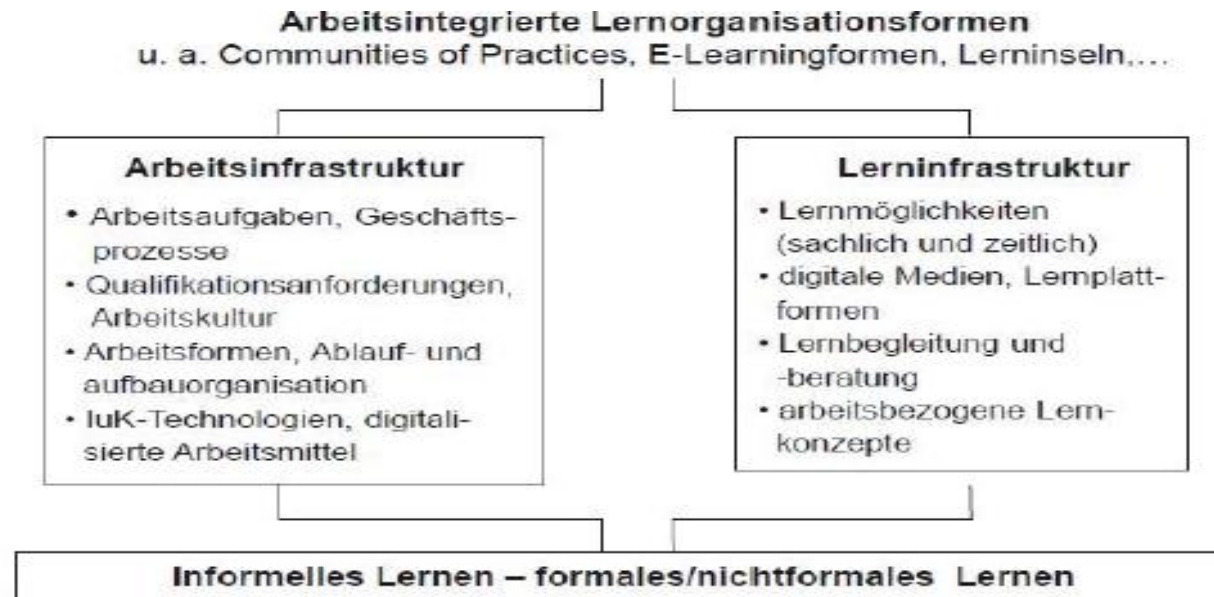 Arbeitsintegrierte Lernorganisationsformen
u. a. Communities of Practices, E-Learningformen, Lerninseln,...
Arbeitsinfrastruktur
• Arbeitsaufgaben, Geschäfts-
prozesse
• Qualifikationsanforderungen,
Arbeitskultur
• Arbeitsformen, Ablauf- und
aufbauorganisation
• IuK-Technologien, digitali-
sierte Arbeitsmittel
Lerninfrastruktur
• Lernmöglichkeiten
(sachlich und zeitlich)
• digitale Medien, Lernplatt-
formen
• Lernbegleitung und
-beratung
• arbeitsbezogene Lern-
konzepte
Informelles Lernen – formales/nichtformales Lernen